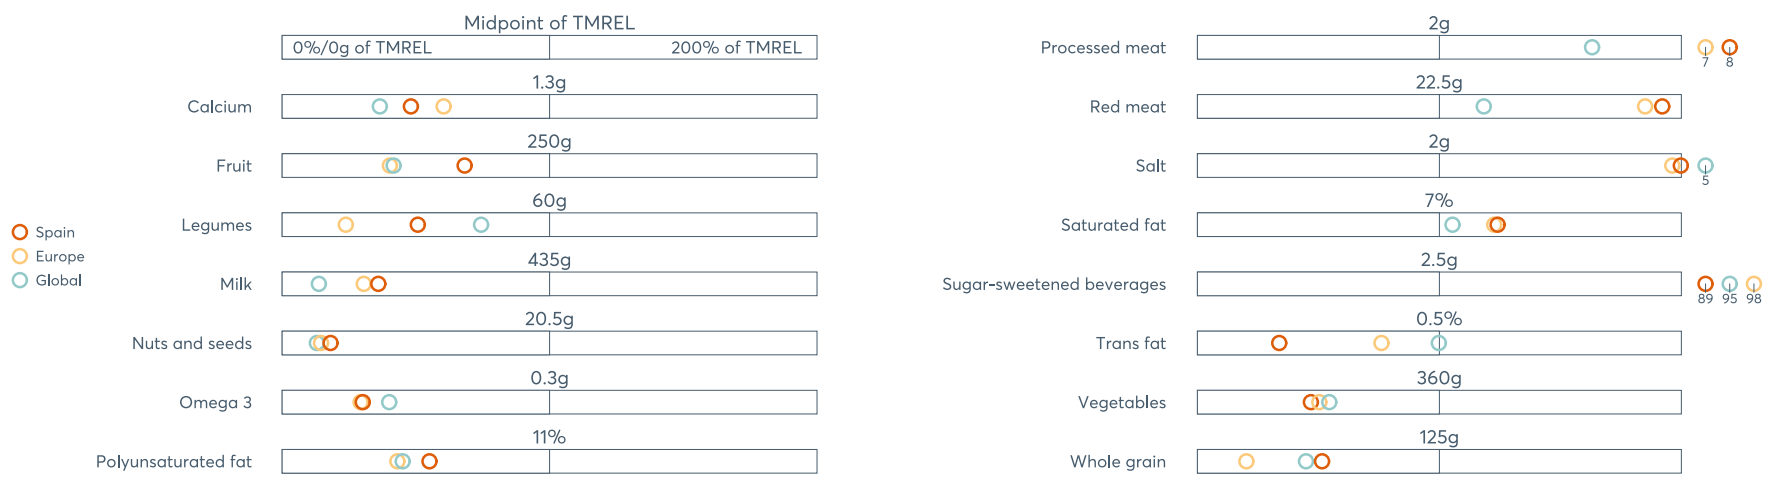 Midpoint of TMREL
0%/0g of TMREL 200% of TMREL
1.3g
Calcium
250g
Fruit
60g
Legumes
435g
Milk
20.5g
Nuts and seeds
0.3g
Omega 3
11%
Polyunsaturated fat
Spain
Europe
Global
2g
Processed meat
7 8
22.5g
Red meat
2g
Salt
5
7%
Saturated fat
2.5g
Sugar-sweetened beverages
89 95 98
0.5%
Trans fat
360g
Vegetables
125g
Whole grain